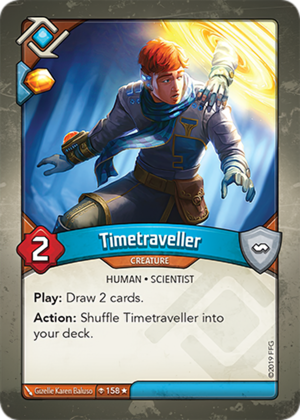 Timetraveller
CREATURE
2
HUMAN • SCIENTIST
Play: Draw 2 cards.
Action: Shuffle Timetraveller into
your deck.
Gizelle Karen Baluso
158
©2019 FFG